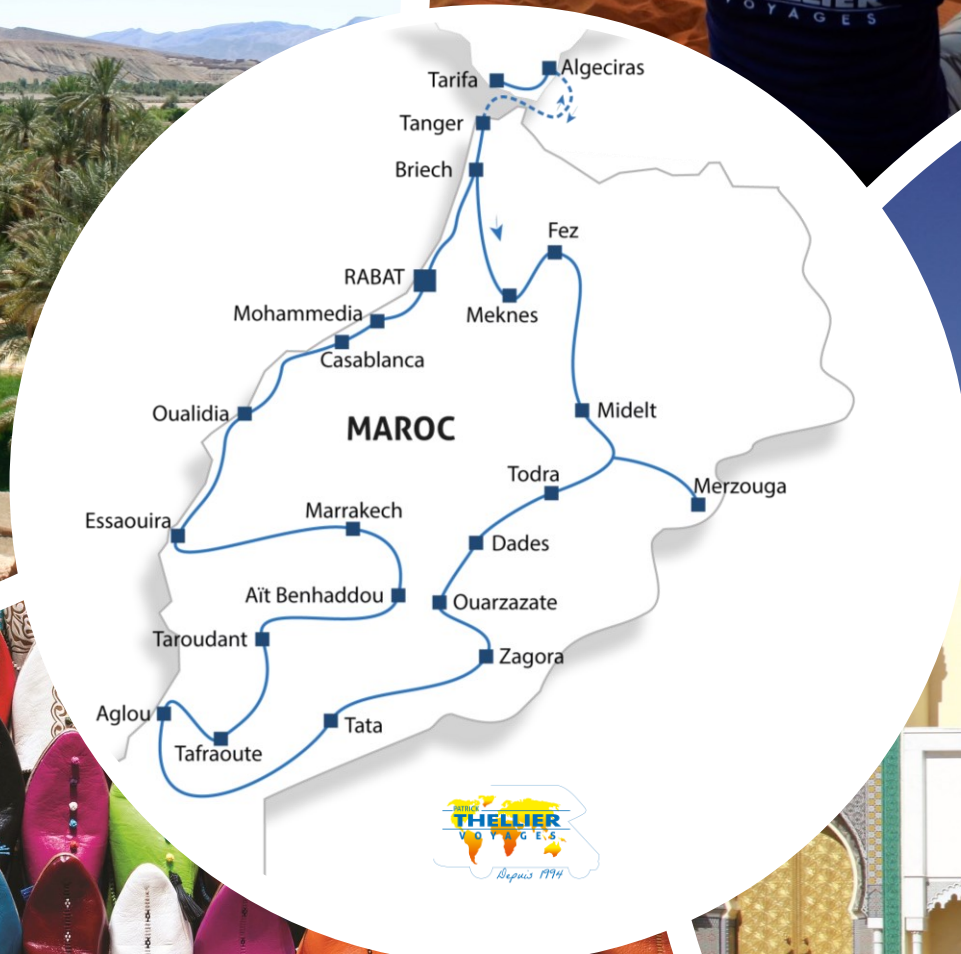 LLIER
VOYAGES
Algeciras
Tarifa
Tanger
Briech
Fez
RABAT
Mohammedia
Meknes
Casablanca
Oualidia
MAROC
Midelt
Todra
Merzouga
Marrakech
Essaouira
Dades
Aït Benhaddou
Ouarzazate
Taroudant
Zagora
Aglou
Tata
Tafraoute
PATRICK
THELLIER
VOYAGES
Depuis 1994